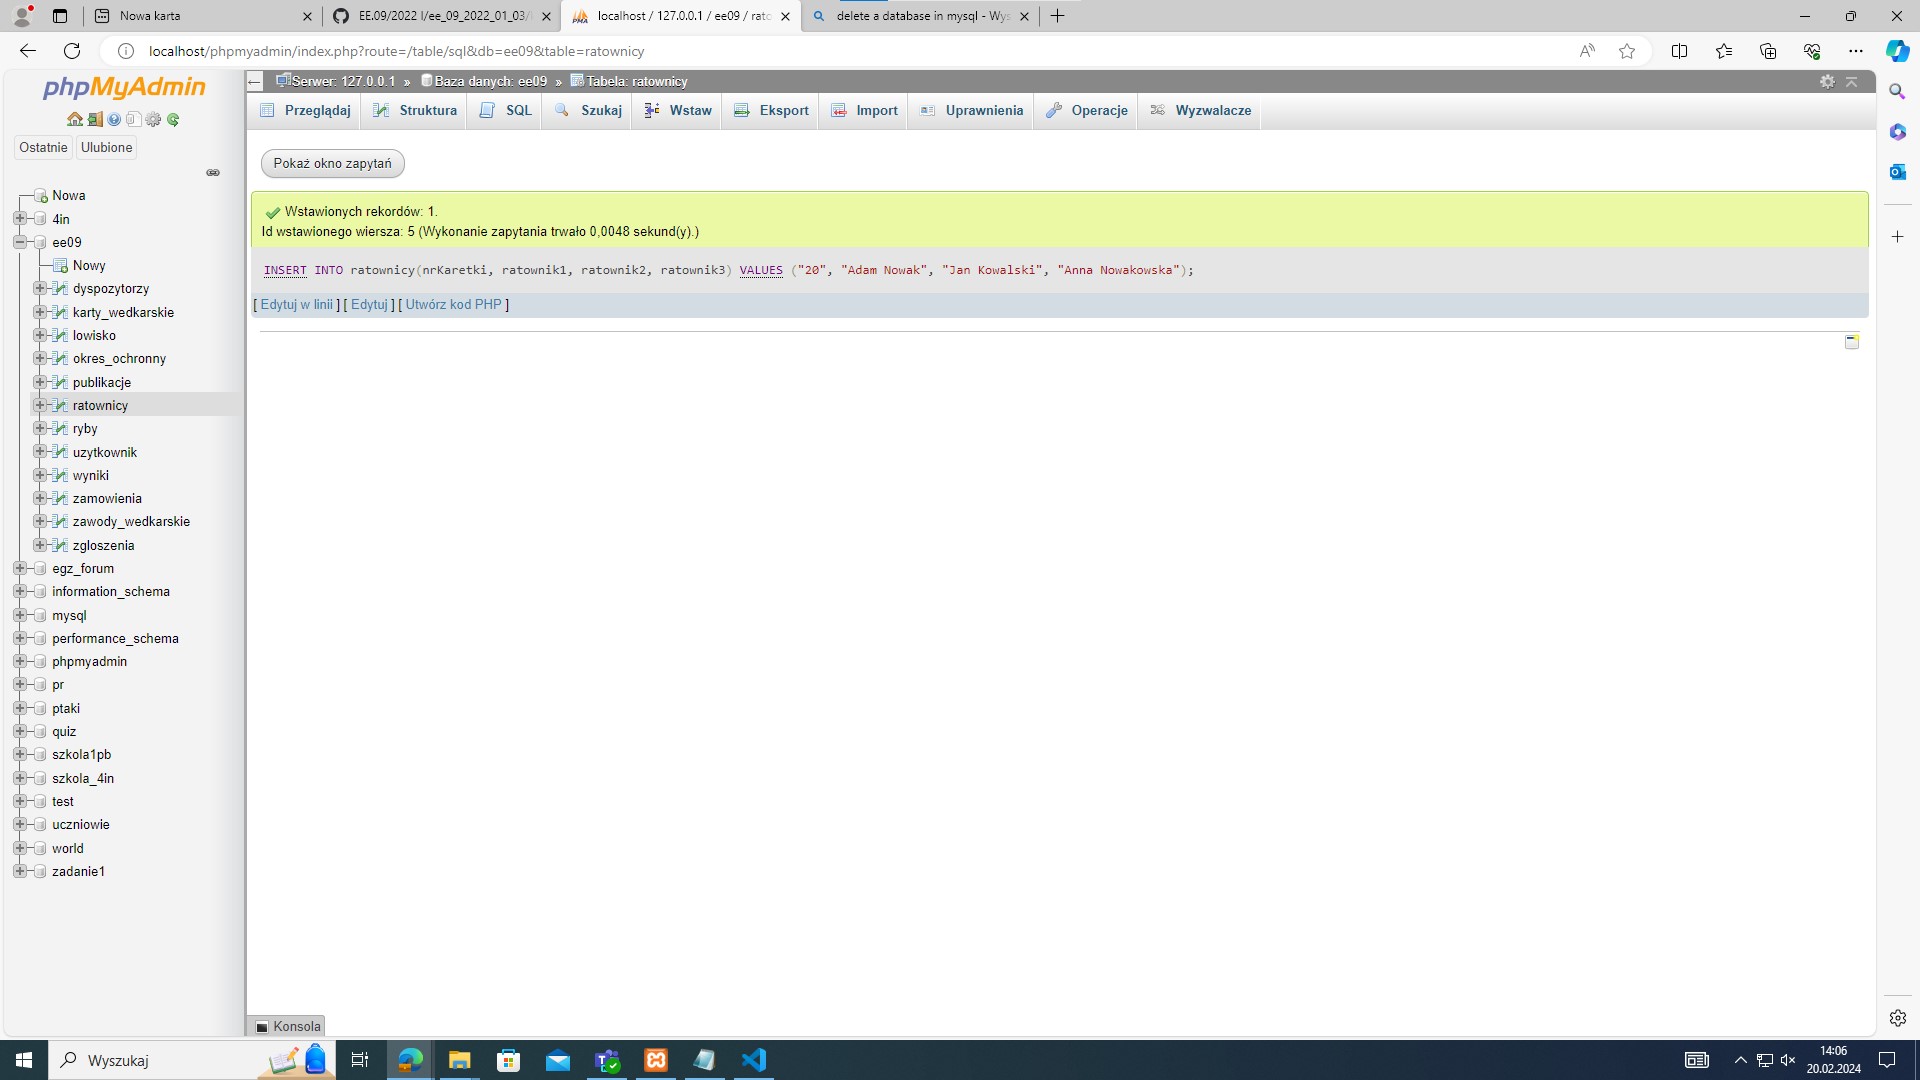 Nowa karta
EE.09/2022 I/ee_09_2022_01_03/
localhost / 127.0.0.1 / ee09 / rato
delete a database in mysql - Wys
localhost/phpmyadmin/index.php?route=/table/sql&db=ee09&table=ratownicy
phpMyAdmin
Ostatnie
Ulubione
Nowa
4in
ee09
Nowy
dyspozytorzy
karty_wedkarskie
lowisko
okres_ochronny
publikacje
ratownicy
ryby
uzytkownik
wyniki
zamowienia
zawody_wedkarskie
zgloszenia
egz_forum
information_schema
mysql
performance_schema
phpmyadmin
pr
ptaki
quiz
szkola1pb
szkola_4in
test
uczniowie
world
zadanie1
Serwer: 127.0.0.1 » Baza danych: ee09 » Tabela: ratownicy
Przeglądaj Struktura SQL Szukaj Wstaw Eksport Import Uprawnienia Operacje Wyzwalacze
Pokaż okno zapytań
Wstawionych rekordów: 1.
Id wstawionego wiersza: 5 (Wykonanie zapytania trwało 0,0048 sekund(y).)
INSERT INTO ratownicy(nrKaretki, ratownik1, ratownik2, ratownik3) VALUES ("20", "Adam Nowak", "Jan Kowalski", "Anna Nowakowska");
[ Edytuj w linii ] [ Edytuj ] [ Utwórz kod PHP ]
Konsola
Wyszukaj
14:06
20.02.2024